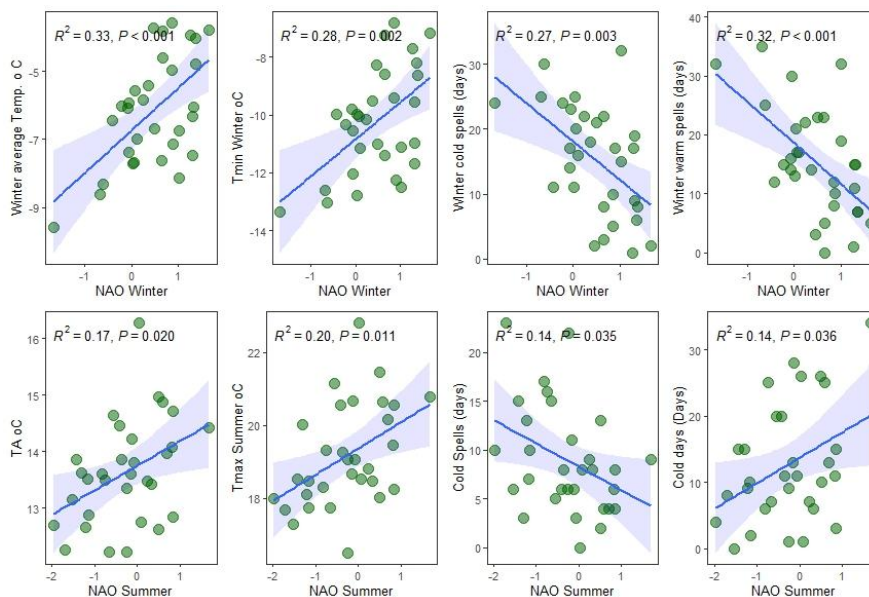 R² = 0.33, P < 0.001
Winter average Temp. o C
-5
-7
-9
-1
0
1
NAO Winter
R² = 0.28, P = 0.002
Tmin Winter oC
-8
-10
-12
-14
-1
0
1
NAO Winter
R² = 0.27, P = 0.003
WInter cold spells (days)
30
20
10
0
-1
0
1
NAO Winter
R² = 0.32, P < 0.001
Winter warm spells (days)
40
30
20
10
0
-1
0
1
NAO Winter
R² = 0.17, P = 0.020
TA oC
16
15
14
13
-2
-1
0
1
NAO Summer
R² = 0.20, P = 0.011
Tmax Summer oC
22
20
18
-2
-1
0
1
NAO Summer
R² = 0.14, P = 0.035
Cold Spells (days)
20
15
10
5
0
-2
-1
0
1
NAO Summer
R² = 0.14, P = 0.036
Cold days (Days)
30
20
10
0
-2
-1
0
1
NAO Summer